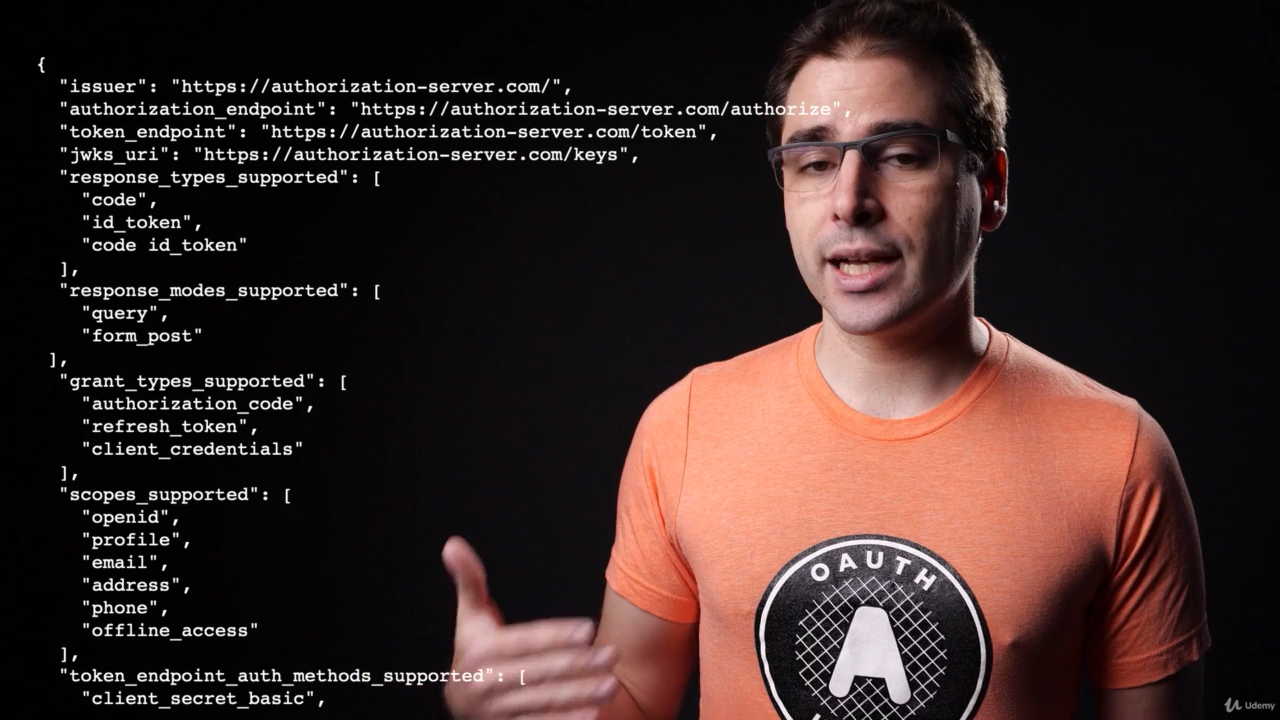 {
"issuer": "https://authorization-server.com/",
"authorization_endpoint": "https://authorization-server.com/authorize",
"token_endpoint": "https://authorization-server.com/token",
"jwks_uri": "https://authorization-server.com/keys",
"response_types_supported": [
"code",
"id_token",
"code id_token"
],
"response_modes_supported": [
"query",
"form_post"
],
"grant_types_supported": [
"authorization_code",
"refresh_token",
"client_credentials"
],
"scopes_supported": [
"openid",
"profile",
"email",
"address",
"phone",
"offline_access"
],
"token_endpoint_auth_methods_supported": [
"client_secret_basic",
OAUTH
A
Udemy